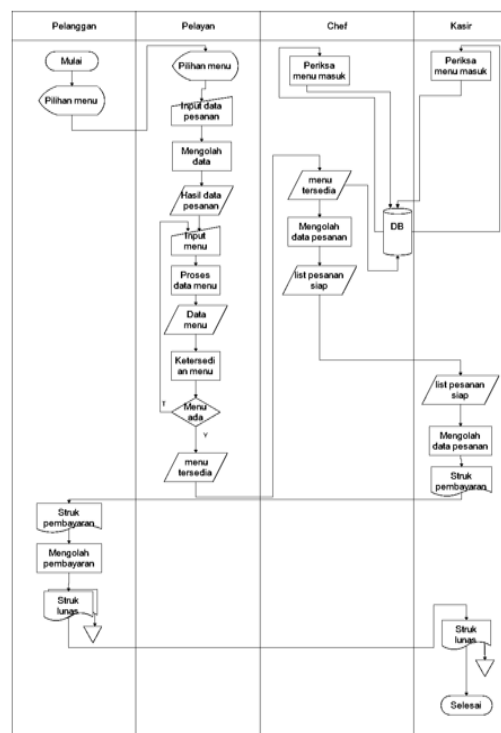 Pelanggan
Pelayan
Chef
Kasir
Mulai
Pilihan menu
Pilihan menu
Input data
pesanan
Mengolah
data
Hasil data
pesanan
Input
menu
Proses
data menu
Data
menu
Ketersedi
an menu
T
Menu
ada
Y
menu
tersedia
Periksa
menu masuk
menu
tersedia
Mengolah
data pesanan
list pesanan
siap
DB
Periksa
menu masuk
list pesanan
siap
Mengolah
data pesanan
Struk
pembayaran
Struk
pembayaran
Mengolah
pembayaran
Struk
lunas
Struk
lunas
Selesai